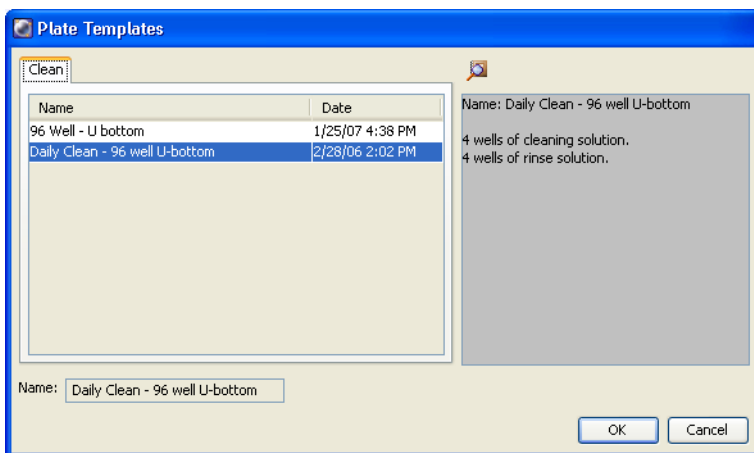 Plate Templates
Clean
Name Date
96 Well - U bottom 1/25/07 4:38 PM
Daily Clean - 96 well U-bottom 2/28/06 2:02 PM
Name: Daily Clean - 96 well U-bottom
4 wells of cleaning solution.
4 wells of rinse solution.
Name: Daily Clean - 96 well U-bottom
OK Cancel